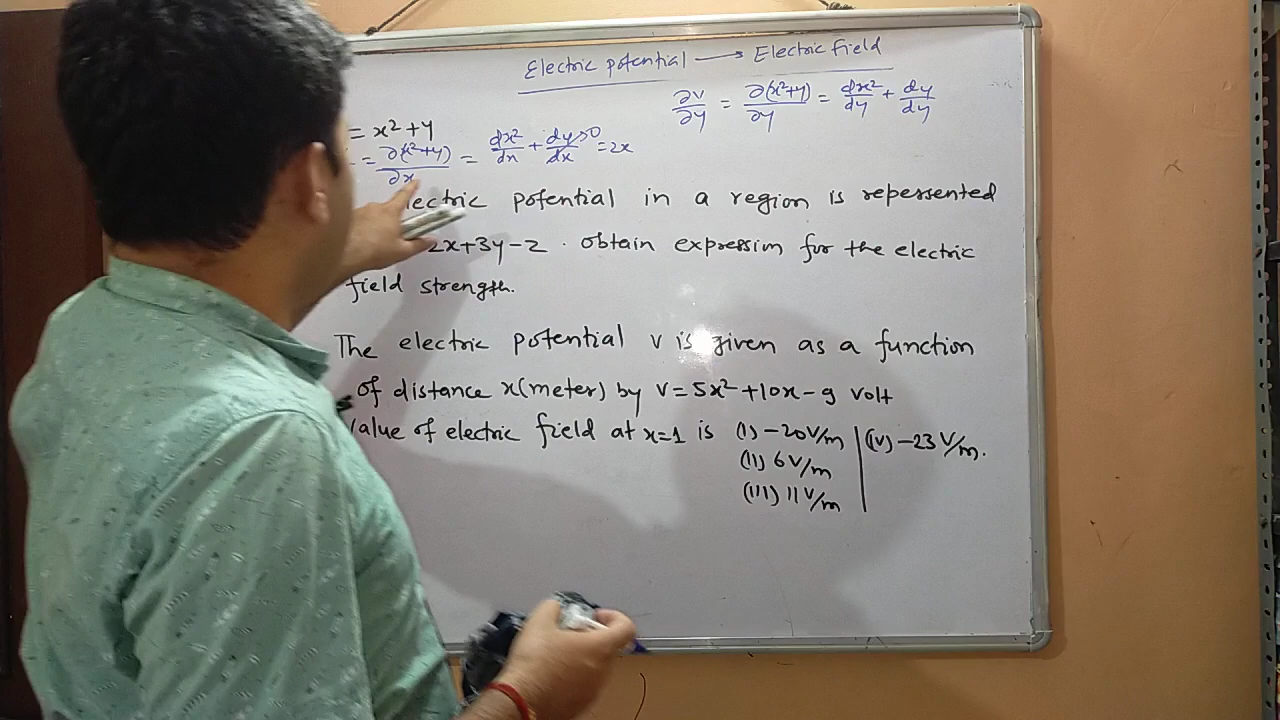 Electric potential → Electric field
∂v/∂y = ∂(x²+y)/∂y = dx²/dy + dy/dy
= x²+y
= ∂(x²+y)/∂x = dx²/dx + dy/dx→0 = 2x
lectric potential in a region is repessented
2x+3y-z. obtain expression for the electric
field strength.
The electric potential v is given as a function
of distance x(meter) by v=5x²+10x-9 volt
Value of electric field at x=1 is (I) -20V/m (IV) -23V/m.
(II) 6V/m
(III) 11V/m